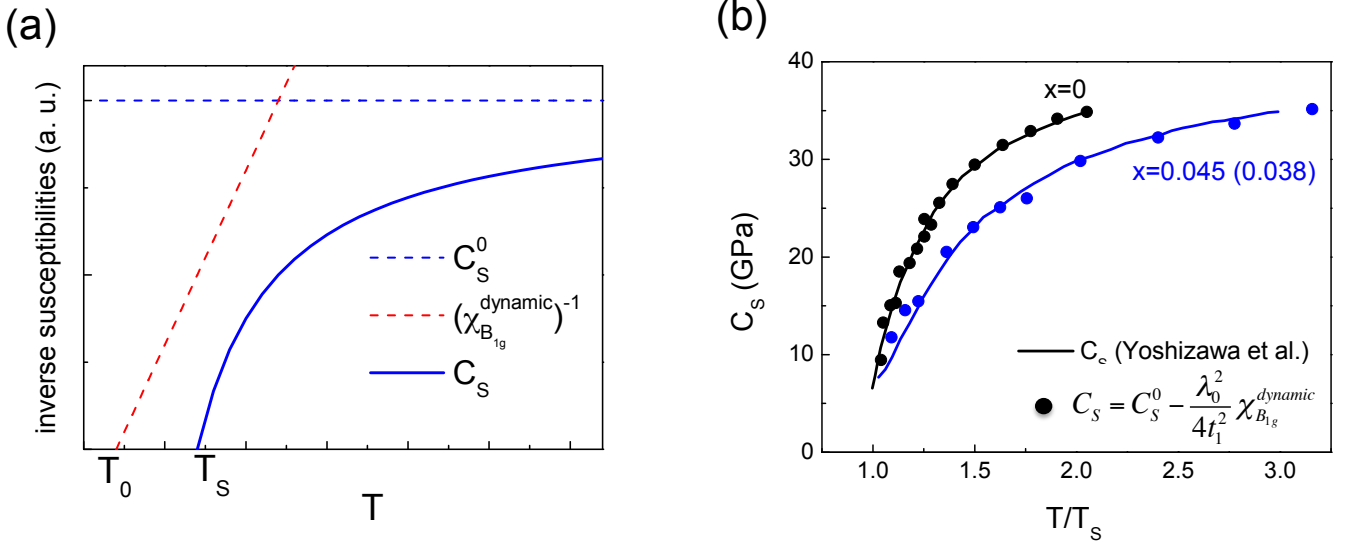 (a)
inverse susceptibilities (a. u.)
C_S^0
(χ_{B_{1g}}^{dynamic})^{-1}
C_S
T_0
T_S
T
(b)
40
30
20
10
0
C_S (GPa)
x=0
x=0.045 (0.038)
C_S (Yoshizawa et al.)
C_S = C_S^0 - \frac{λ_0^2}{4t_1^2} χ_{B_{1g}}^{dynamic}
1.0 1.5 2.0 2.5 3.0
T/T_S